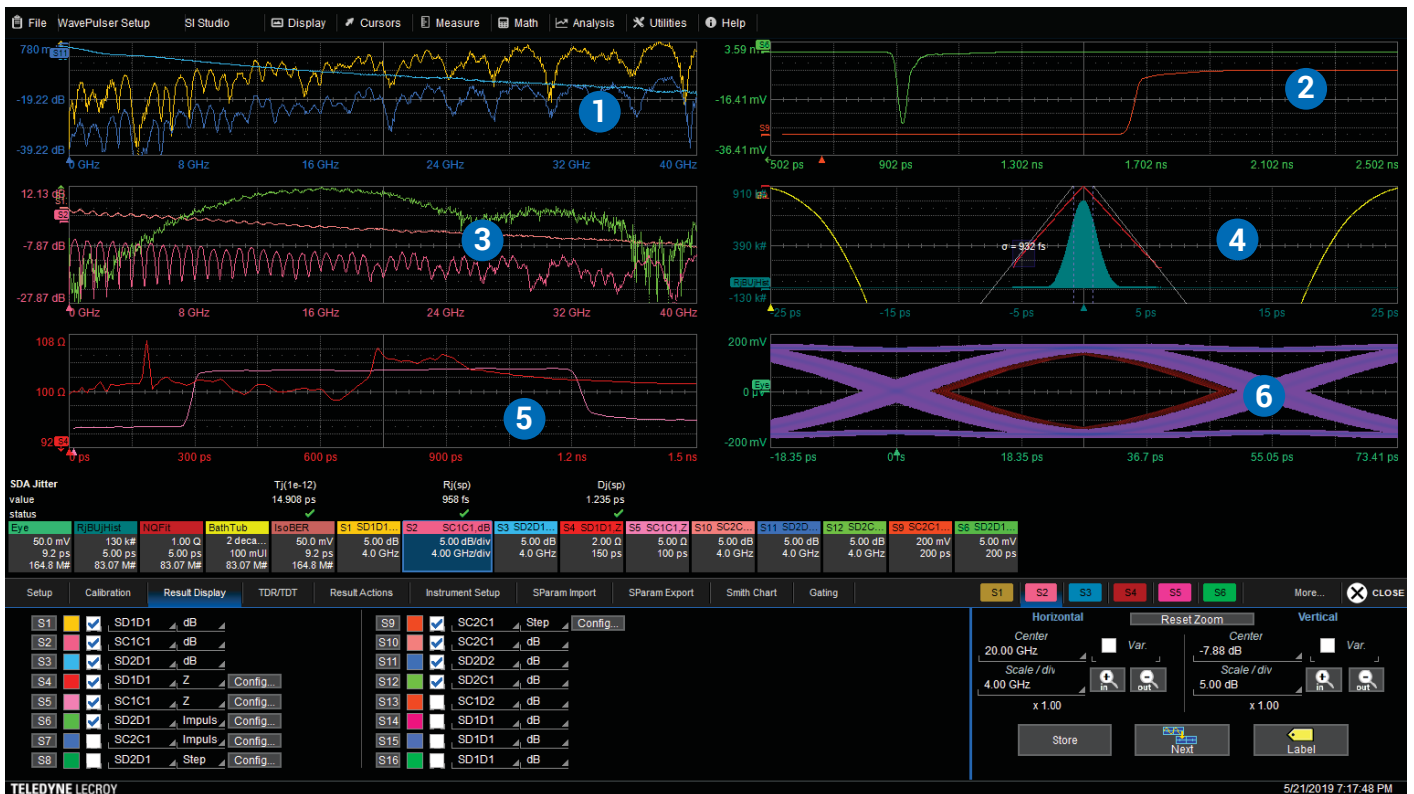 File WavePulser Setup SI Studio Display Cursors Measure Math Analysis Utilities Help
780 m
S11
-19.22 dB
-39.22 dB
0 GHz 8 GHz 16 GHz 24 GHz 32 GHz 40 GHz
1
3.59 m
S6
-16.41 mV
S9
-36.41 mV
502 ps 902 ps 1.302 ns 1.702 ns 2.102 ns 2.502 ns
2
12.13 dB
S2
-7.87 dB
-27.87 dB
0 GHz 8 GHz 16 GHz 24 GHz 32 GHz 40 GHz
3
910 k#
390 k#
σ = 932 fs
RjBUjHist
-130 k#
-25 ps -15 ps -5 ps 5 ps 15 ps 25 ps
4
108 Ω
100 Ω
92
S4
0 ps 300 ps 600 ps 900 ps 1.2 ns 1.5 ns
5
200 mV
Eye
-200 mV
-18.35 ps 0 fs 18.35 ps 36.7 ps 55.05 ps 73.41 ps
6
SDA Jitter Tj(1e-12) Rj(sp) Dj(sp)
value 14.908 ps 958 fs 1.235 ps
status
Eye RjBUjHist NQFit BathTub IsoBER S1 SD1D1... S2 SC1C1,dB S3 SD2D1... S4 SD1D1,Z S5 SC1C1,Z S10 SC2C... S11 SD2D... S12 SD2C... S9 SC2C1... S6 SD2D1...
50.0 mV 130 k# 1.00 Ω 2 deca... 50.0 mV 5.00 dB 5.00 dB/div 5.00 dB 2.00 Ω 5.00 Ω 5.00 dB 5.00 dB 5.00 dB 200 mV 5.00 mV
9.2 ps 5.00 ps 5.00 ps 100 mUI 9.2 ps 4.0 GHz 4.00 GHz/div 4.0 GHz 150 ps 100 ps 4.0 GHz 4.0 GHz 4.0 GHz 200 ps 200 ps
164.8 M# 83.07 M# 83.07 M# 83.07 M# 164.8 M#
Setup Calibration Result Display TDR/TDT Result Actions Instrument Setup SParam Import SParam Export Smith Chart Gating S1 S2 S3 S4 S5 S6 More... CLOSE
S1 SD1D1 dB
S2 SC1C1 dB
S3 SD2D1 dB
S4 SD1D1 Z Config...
S5 SC1C1 Z Config...
S6 SD2D1 Impuls Config...
S7 SC2C1 Impuls Config...
S8 SD2D1 Step Config...
S9 SC2C1 Step Config...
S10 SC2C1 dB
S11 SD2D2 dB
S12 SD2C1 dB
S13 SC1D2 dB
S14 SD1D1 dB
S15 SD1D1 dB
S16 SD1D1 dB
Horizontal Reset Zoom Vertical
Center Center
20.00 GHz Var. -7.88 dB Var.
Scale / div Scale / div
4.00 GHz in out 5.00 dB in out
x 1.00 x 1.00
Store Next Label
TELEDYNE LECROY 5/21/2019 7:17:48 PM